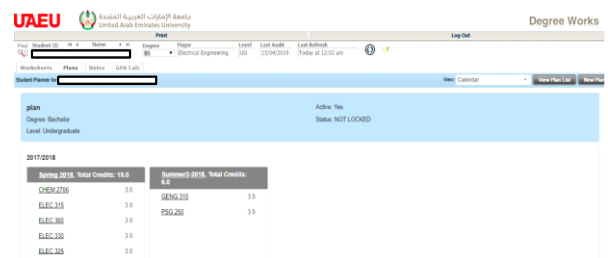 UAEU
جامعة الإمارات العربية المتحدة
United Arab Emirates University
Degree Works
Print Log Out
Find Student ID Name Degree Major Level Last Audit Last Refresh
BS Electrical Engineering UG 15/04/2019 Today at 12:02 am
Worksheets Plans Notes GPA Calc
Student Planner for View Calendar View Plan List New Plan
plan Active: Yes
Degree: Bachelor Status: NOT LOCKED
Level: Undergraduate
2017/2018
Spring 2018, Total Credits: 16.0 Summer2-2018, Total Credits:
6.0
CHEM 2706 3.0 GENG 315 3.0
ELEC 315 3.0 PSG 250 3.0
ELEC 360 3.0
ELEC 330 3.0
ELEC 325 3.0